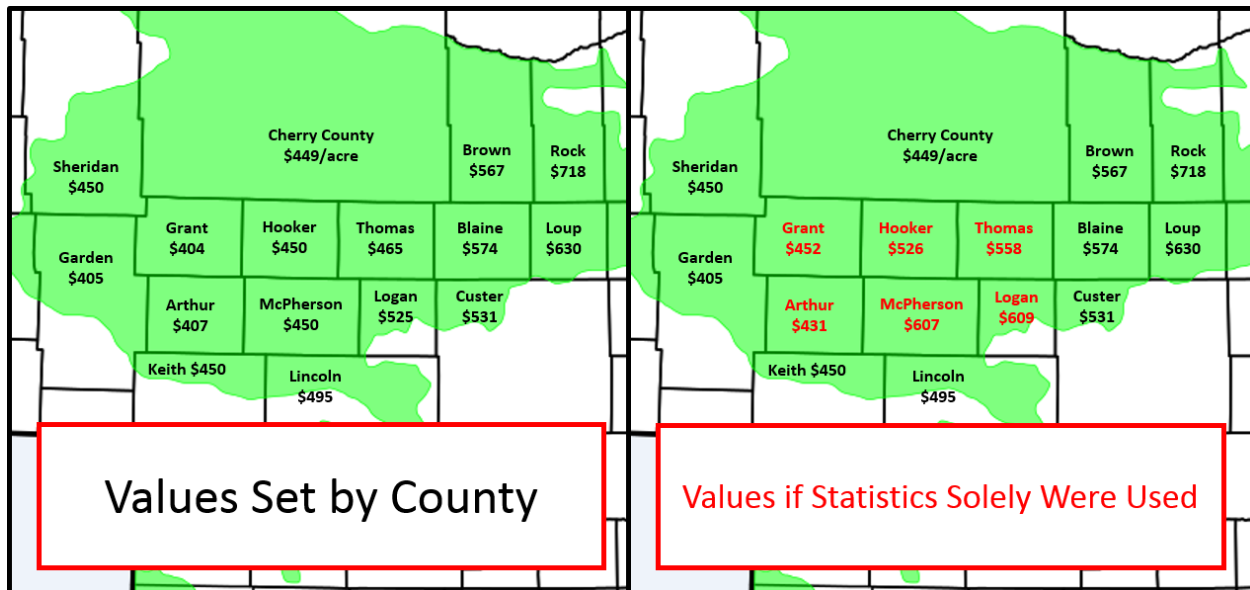 Cherry County
$449/acre
Brown
$567
Rock
$718
Sheridan
$450
Grant
$404
Hooker
$450
Thomas
$465
Blaine
$574
Loup
$630
Garden
$405
Arthur
$407
McPherson
$450
Logan
$525
Custer
$531
Keith $450
Lincoln
$495
Values Set by County
Cherry County
$449/acre
Brown
$567
Rock
$718
Sheridan
$450
Grant
$452
Hooker
$526
Thomas
$558
Blaine
$574
Loup
$630
Garden
$405
Arthur
$431
McPherson
$607
Logan
$609
Custer
$531
Keith $450
Lincoln
$495
Values if Statistics Solely Were Used